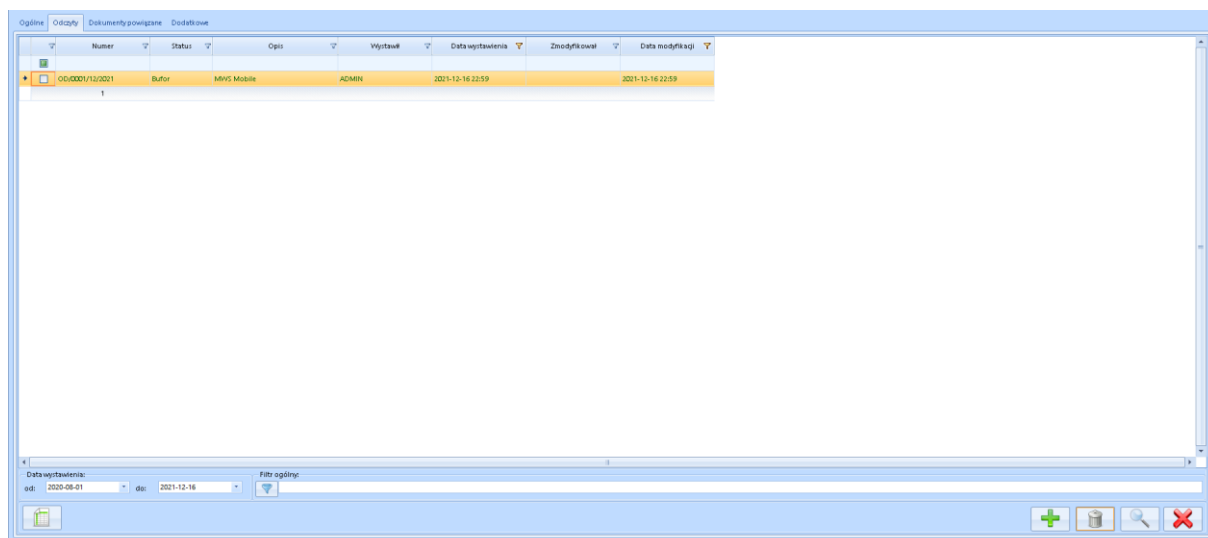 Ogólne Odczyty Dokumenty powiązane Dodatkowe
Numer Status Opis Wystawił Data wystawienia Zmodyfikował Data modyfikacji
OD/0001/12/2021 Bufor MWS Mobile ADMIN 2021-12-16 22:59 2021-12-16 22:59
1
Data wystawienia: Filtr ogólny:
od: 2020-08-01 do: 2021-12-16